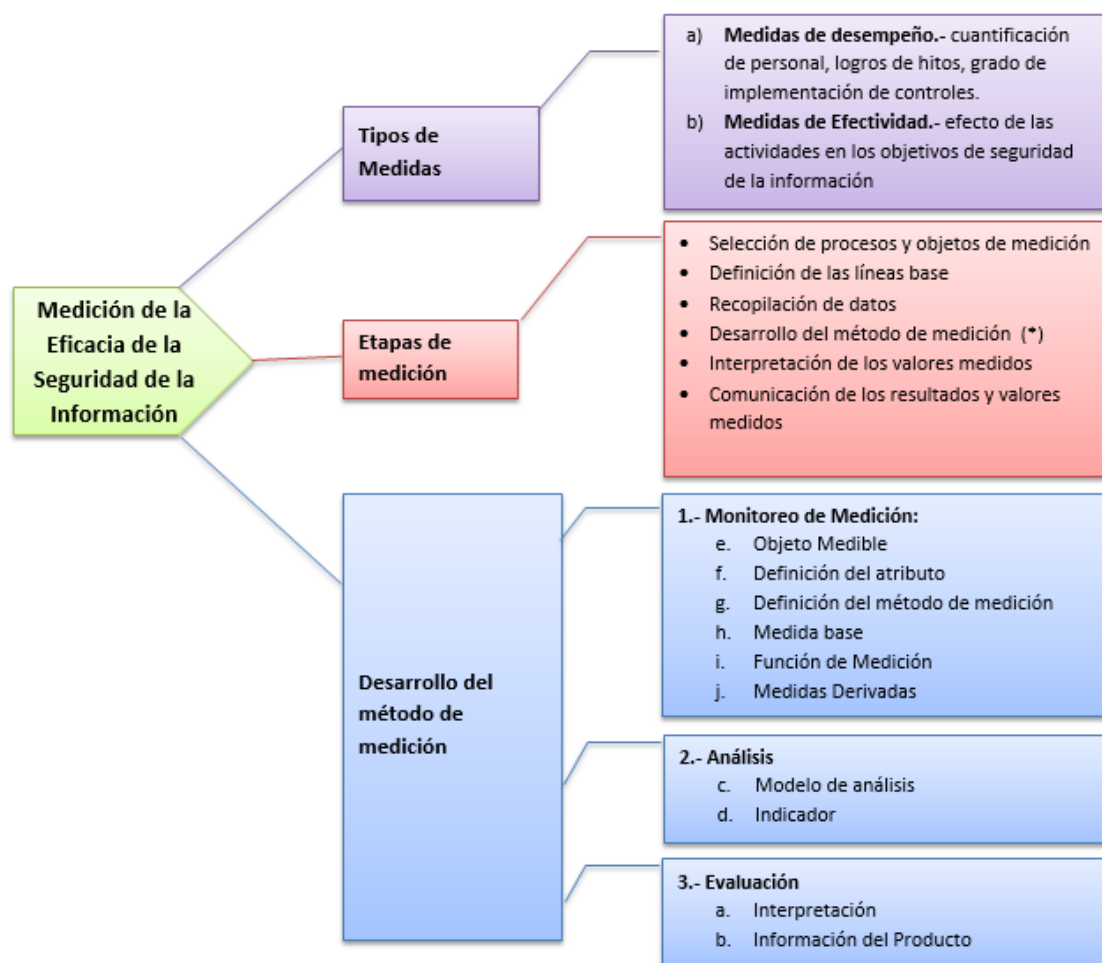 Medición de la
Eficacia de la
Seguridad de la
Información
Tipos de
Medidas
a) Medidas de desempeño.- cuantificación
de personal, logros de hitos, grado de
implementación de controles.
b) Medidas de Efectividad.- efecto de las
actividades en los objetivos de seguridad
de la información
Etapas de
medición
• Selección de procesos y objetos de medición
• Definición de las líneas base
• Recopilación de datos
• Desarrollo del método de medición (*)
• Interpretación de los valores medidos
• Comunicación de los resultados y valores
medidos
Desarrollo del
método de
medición
1.- Monitoreo de Medición:
e. Objeto Medible
f. Definición del atributo
g. Definición del método de medición
h. Medida base
i. Función de Medición
j. Medidas Derivadas
2.- Análisis
c. Modelo de análisis
d. Indicador
3.- Evaluación
a. Interpretación
b. Información del Producto